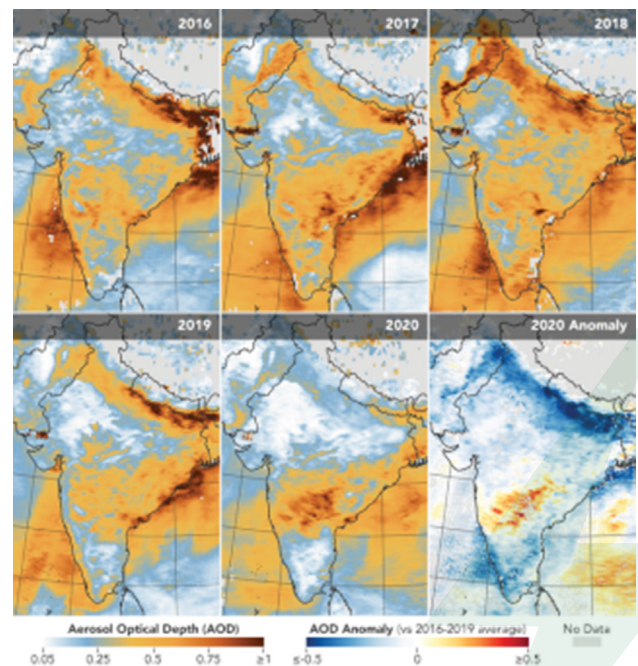 2016
2017
2018
2019
2020
2020 Anomaly
Aerosol Optical Depth (AOD)
0.05 0.25 0.5 0.75 ≥1
AOD Anomaly (vs 2016-2019 average)
≤-0.5 0 ≥0.5
No Data